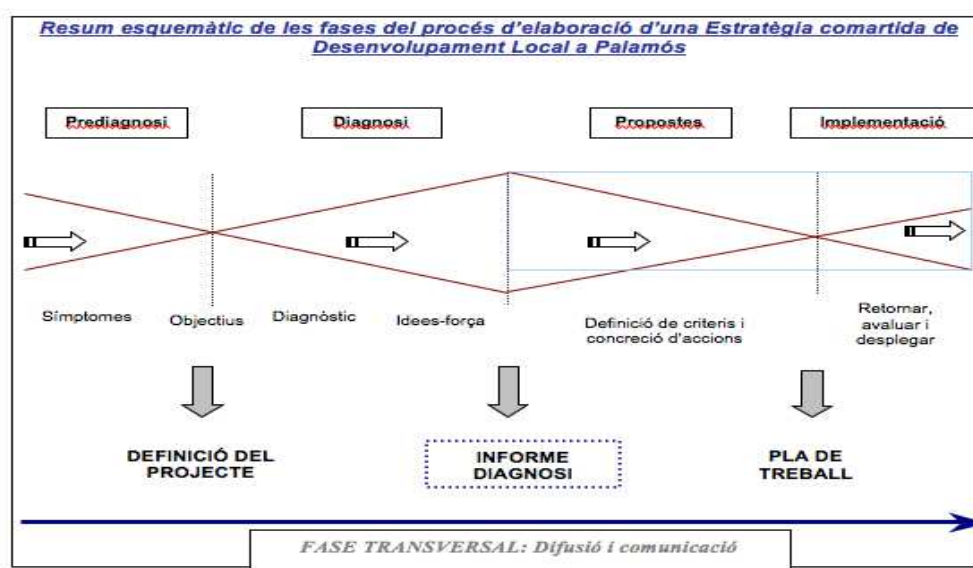 Resum esquemàtic de les fases del procés d'elaboració d'una Estratègia comartida de
Desenvolupament Local a Palamós
Prediagnosi
Diagnosi
Propostes
Implementació
Símptomes
Objectius
Diagnòstic
Idees-força
Definició de criteris i
concreció d'accions
Retornar,
avaluar i
desplegar
DEFINICIÓ DEL
PROJECTE
INFORME
DIAGNOSI
PLA DE
TREBALL
FASE TRANSVERSAL: Difusió i comunicació